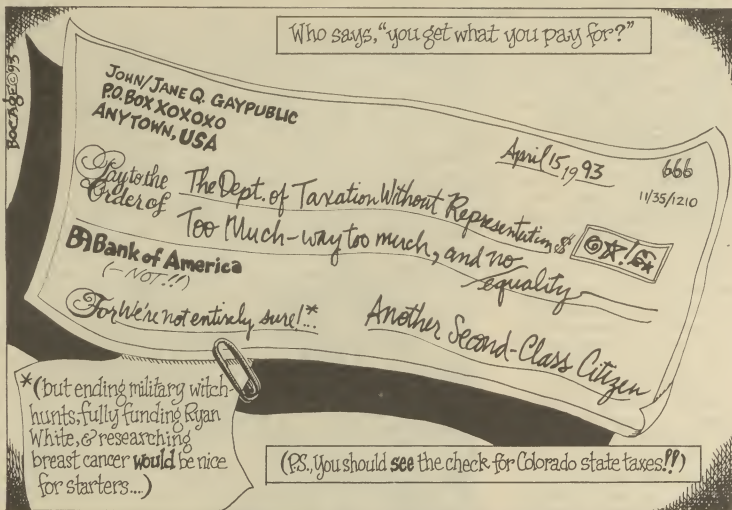 Who says, "you get what you pay for?"
BOCAGE©93
JOHN/JANE Q. GAYPUBLIC
P.O. BOX XOXOXO
ANYTOWN, USA
April 15, 1993
666
11/35/1210
Pay to the
Order of
The Dept. of Taxation Without Representation $ @*!&*
Too Much-way too much, and no
equality
BA Bank of America
(-NOT!!)
For We're not entirely sure!*...
Another Second-Class Citizen
*(but ending military witch-
hunts, fully funding Ryan
White, & researching
breast cancer would be nice
for starters...)
(P.S., You should see the check for Colorado state taxes!!)